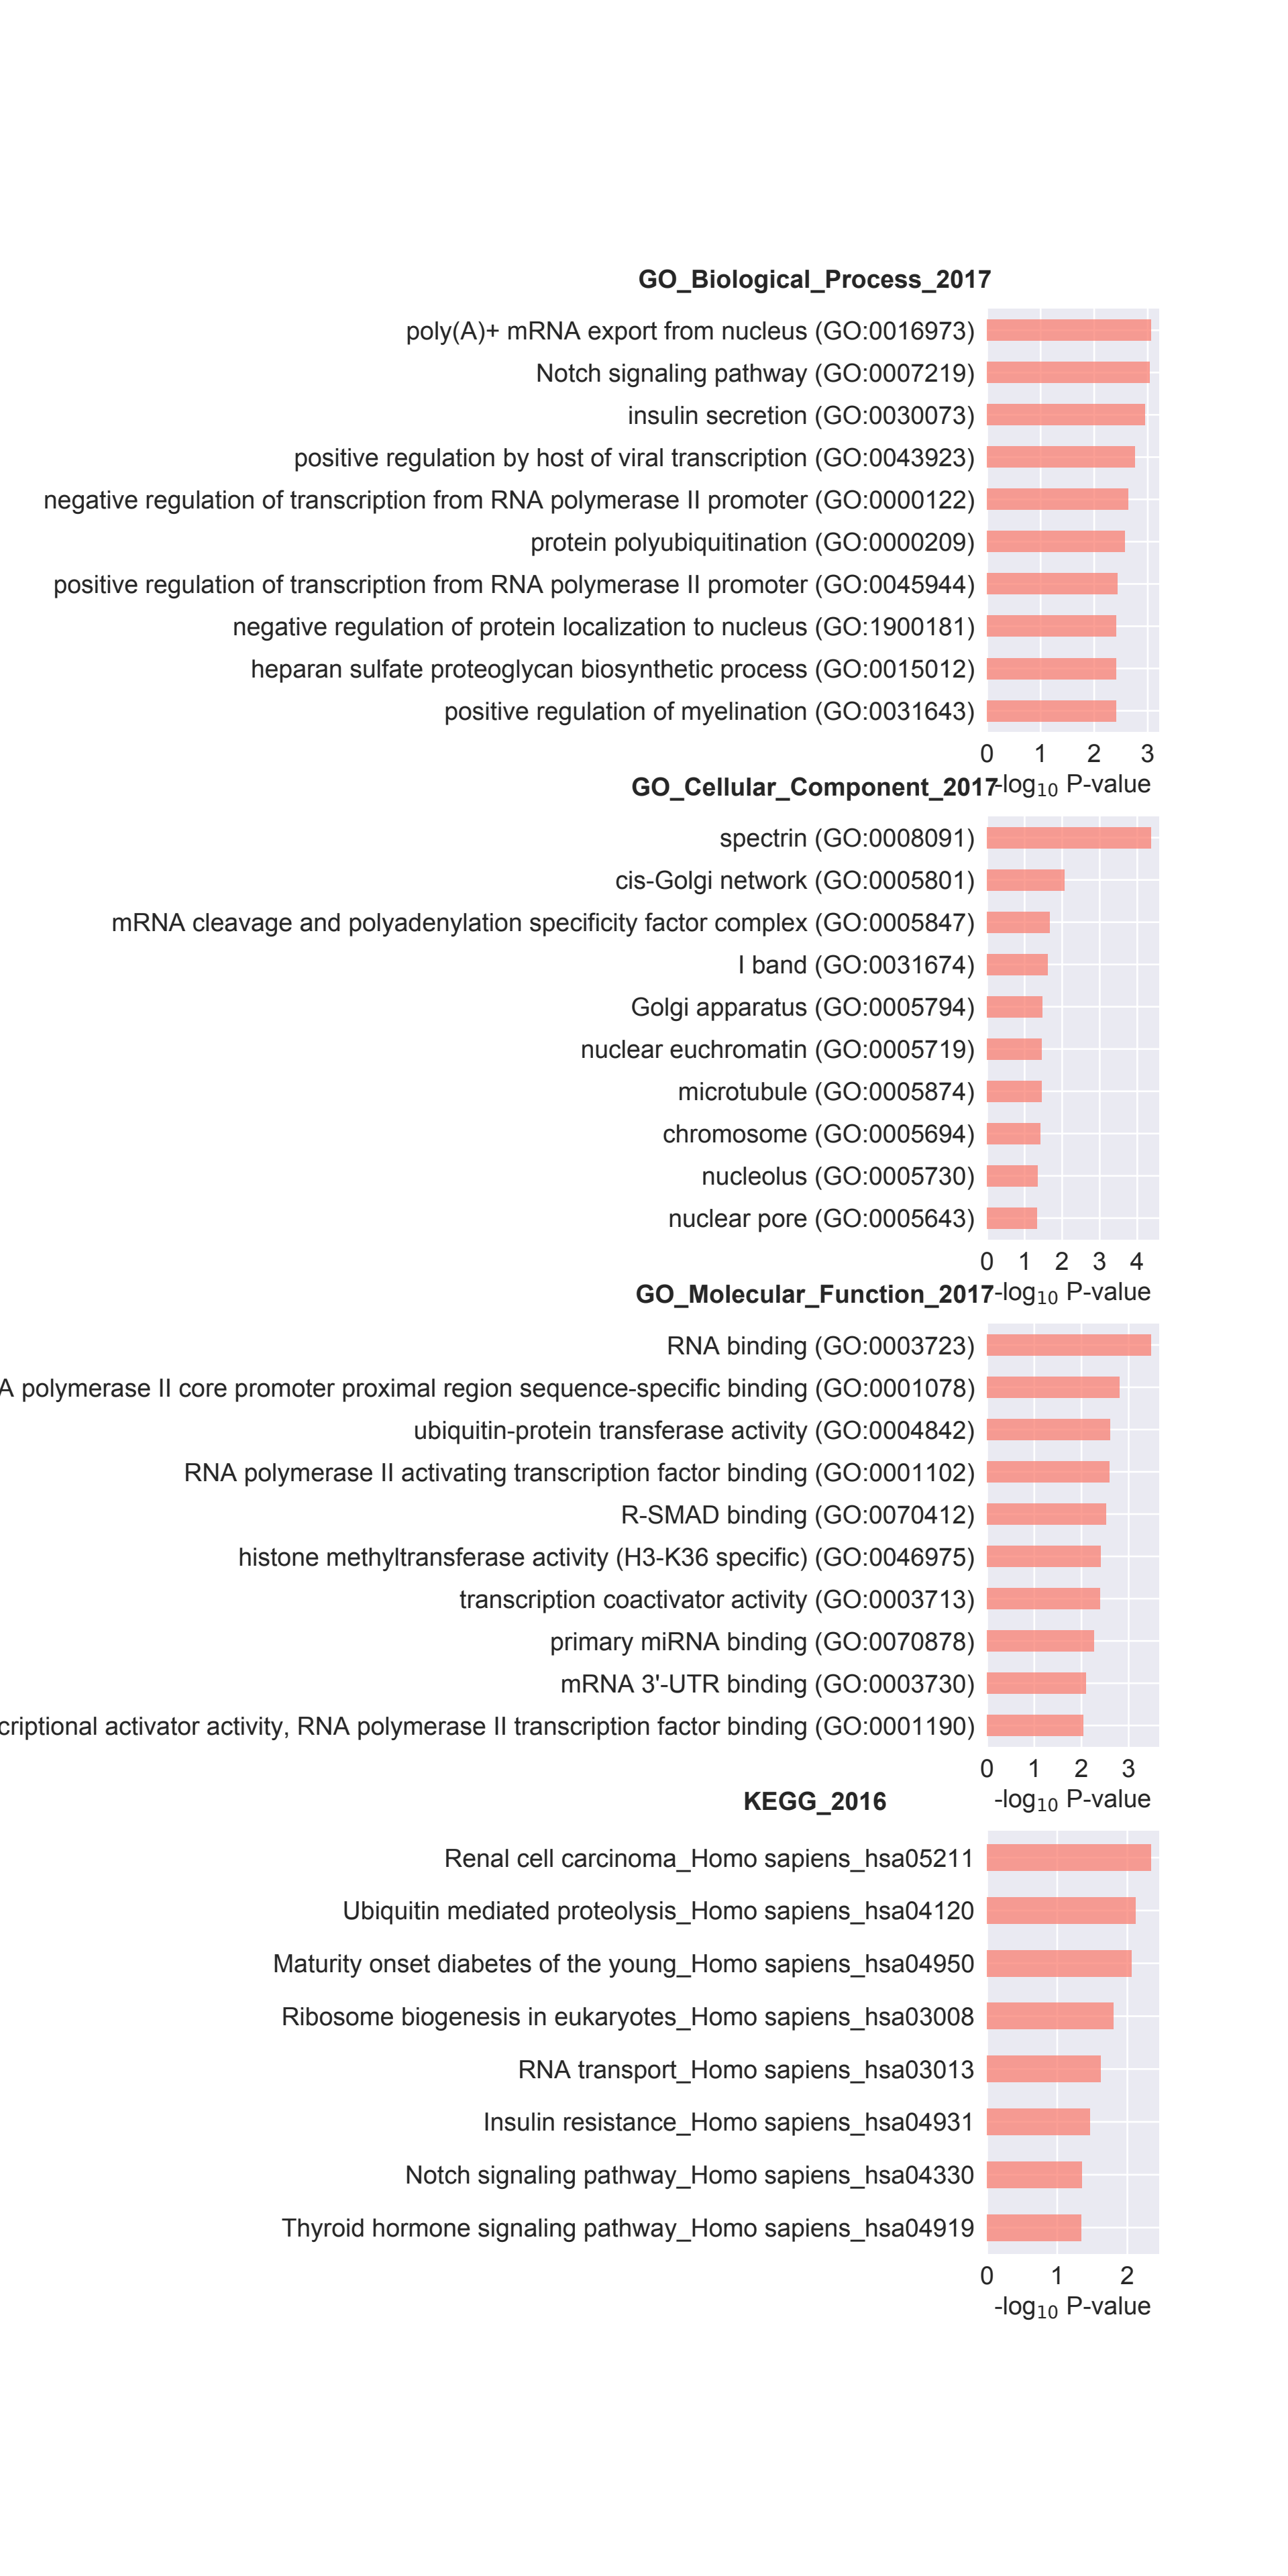 GO_Biological_Process_2017
poly(A)+ mRNA export from nucleus (GO:0016973)
Notch signaling pathway (GO:0007219)
insulin secretion (GO:0030073)
positive regulation by host of viral transcription (GO:0043923)
negative regulation of transcription from RNA polymerase II promoter (GO:0000122)
protein polyubiquitination (GO:0000209)
positive regulation of transcription from RNA polymerase II promoter (GO:0045944)
negative regulation of protein localization to nucleus (GO:1900181)
heparan sulfate proteoglycan biosynthetic process (GO:0015012)
positive regulation of myelination (GO:0031643)
0 1 2 3
-log10 P-value
GO_Cellular_Component_2017
spectrin (GO:0008091)
cis-Golgi network (GO:0005801)
mRNA cleavage and polyadenylation specificity factor complex (GO:0005847)
I band (GO:0031674)
Golgi apparatus (GO:0005794)
nuclear euchromatin (GO:0005719)
microtubule (GO:0005874)
chromosome (GO:0005694)
nucleolus (GO:0005730)
nuclear pore (GO:0005643)
0 1 2 3 4
-log10 P-value
GO_Molecular_Function_2017
RNA binding (GO:0003723)
A polymerase II core promoter proximal region sequence-specific binding (GO:0001078)
ubiquitin-protein transferase activity (GO:0004842)
RNA polymerase II activating transcription factor binding (GO:0001102)
R-SMAD binding (GO:0070412)
histone methyltransferase activity (H3-K36 specific) (GO:0046975)
transcription coactivator activity (GO:0003713)
primary miRNA binding (GO:0070878)
mRNA 3'-UTR binding (GO:0003730)
criptional activator activity, RNA polymerase II transcription factor binding (GO:0001190)
0 1 2 3
-log10 P-value
KEGG_2016
Renal cell carcinoma_Homo sapiens_hsa05211
Ubiquitin mediated proteolysis_Homo sapiens_hsa04120
Maturity onset diabetes of the young_Homo sapiens_hsa04950
Ribosome biogenesis in eukaryotes_Homo sapiens_hsa03008
RNA transport_Homo sapiens_hsa03013
Insulin resistance_Homo sapiens_hsa04931
Notch signaling pathway_Homo sapiens_hsa04330
Thyroid hormone signaling pathway_Homo sapiens_hsa04919
0 1 2
-log10 P-value